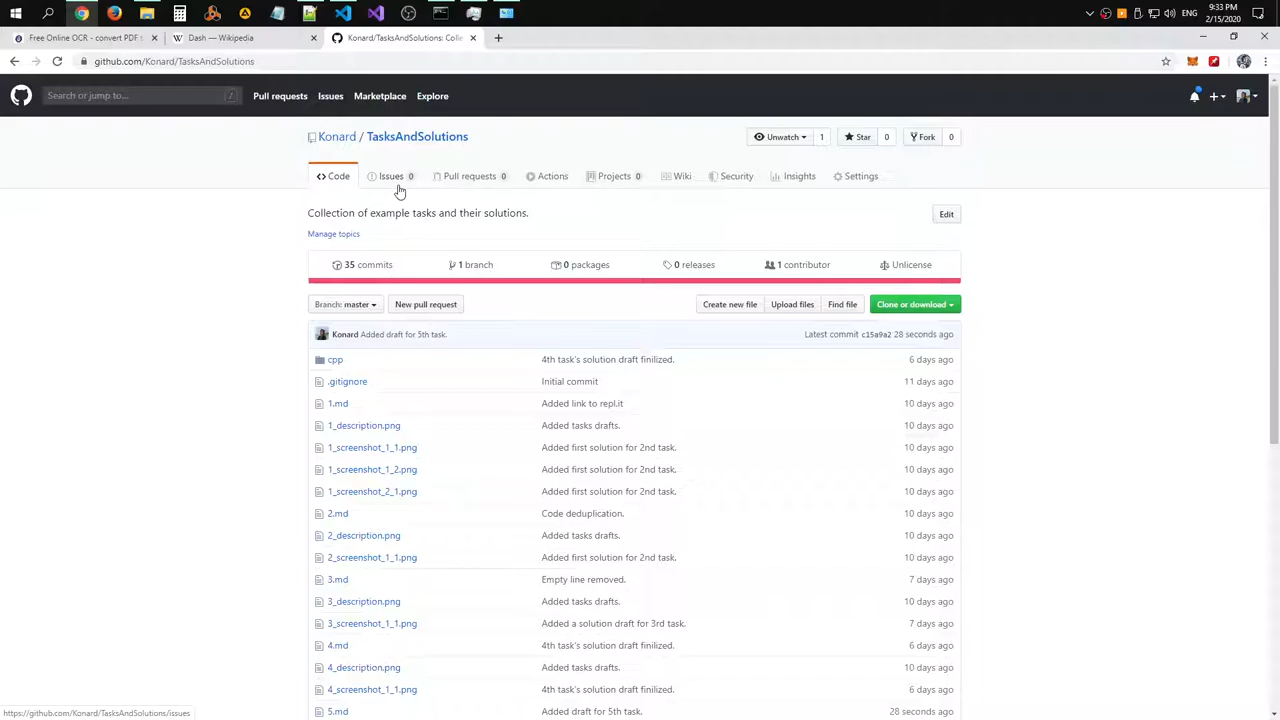 9:33 PM
ENG
2/15/2020
Free Online OCR - convert PDF
Dash — Wikipedia
Konard/TasksAndSolutions: Colle
github.com/Konard/TasksAndSolutions
Search or jump to...
/
Pull requests
Issues
Marketplace
Explore
Konard / TasksAndSolutions
Unwatch 1
Star 0
Fork 0
Code
Issues 0
Pull requests 0
Actions
Projects 0
Wiki
Security
Insights
Settings
Collection of example tasks and their solutions.
Edit
Manage topics
35 commits
1 branch
0 packages
0 releases
1 contributor
Unlicense
Branch: master
New pull request
Create new file
Upload files
Find file
Clone or download
Konard Added draft for 5th task.
Latest commit c15a9a2 28 seconds ago
cpp 4th task's solution draft finilized. 6 days ago
.gitignore Initial commit 11 days ago
1.md Added link to repl.it 10 days ago
1_description.png Added tasks drafts. 10 days ago
1_screenshot_1_1.png Added first solution for 2nd task. 10 days ago
1_screenshot_1_2.png Added first solution for 2nd task. 10 days ago
1_screenshot_2_1.png Added first solution for 2nd task. 10 days ago
2.md Code deduplication. 10 days ago
2_description.png Added tasks drafts. 10 days ago
2_screenshot_1_1.png Added first solution for 2nd task. 10 days ago
3.md Empty line removed. 7 days ago
3_description.png Added tasks drafts. 10 days ago
3_screenshot_1_1.png Added a solution draft for 3rd task. 7 days ago
4.md 4th task's solution draft finilized. 6 days ago
4_description.png Added tasks drafts. 10 days ago
4_screenshot_1_1.png 4th task's solution draft finilized. 6 days ago
5.md Added draft for 5th task. 28 seconds ago
https://github.com/Konard/TasksAndSolutions/issues